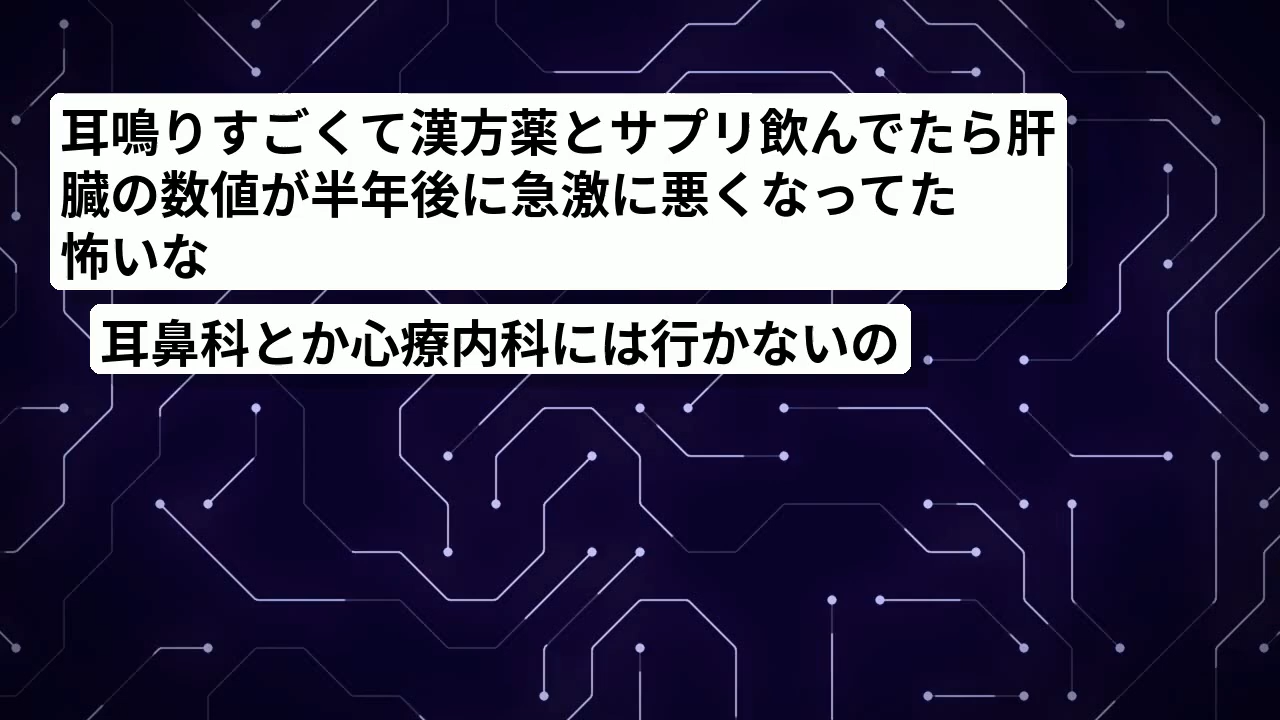 耳鳴りすごくて漢方薬とサプリ飲んでたら肝
臓の数値が半年後に急激に悪くなってた
怖いな
耳鼻科とか心療内科には行かないの